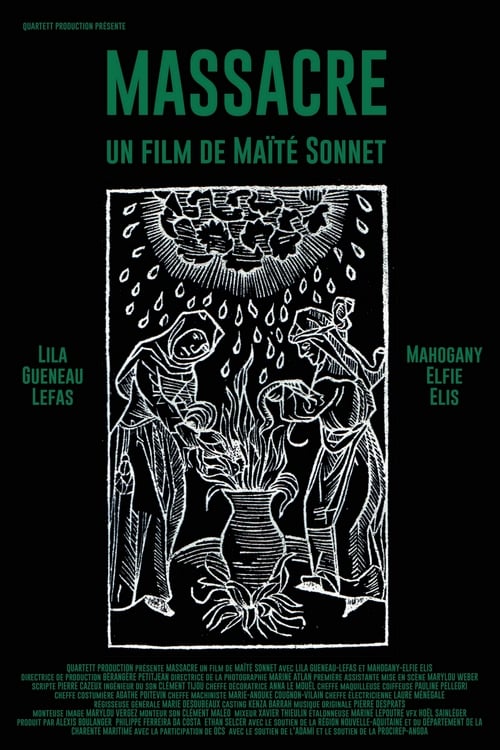 QUARTETT PRODUCTION PRÉSENTE
MASSACRE
UN FILM DE MAÏTÉ SONNET
LILA
GUENEAU
LEFAS
MAHOGANY
ELFIE
ELIS
QUARTETT PRODUCTION PRÉSENTE MASSACRE UN FILM DE MAÏTE SONNET AVEC LILA GUENEAU-LEFAS ET MAHOGANY-ELFIE ELIS
DIRECTRICE DE PRODUCTION BÉRANGÈRE PETITJEAN DIRECTRICE DE LA PHOTOGRAPHIE MARINE ATLAN PREMIÈRE ASSISTANTE MISE EN SCÈNE MARYLOU WEBER
SCRIPTE PIERRE CAZEUX INGÉNIEUR DU SON CLÉMENT TIJOU CHEFFE DÉCORATRICE ANNA LE MOUËL CHEFFE MAQUILLEUSE COIFFEUSE PAULINE PELLEGRI
CHEFFE COSTUMIÈRE AGATHE POITEVIN CHEFFE MACHINISTE MARIE-ANOUKE COUGNON-VILAIN CHEFFE ÉLECTRICIENNE LAURE MÉNÉGALE
RÉGISSEUSE GÉNÉRALE MARIE DESOUBEAUX CASTING KENZA BARRAH MUSIQUE ORIGINALE PIERRE DESPRATS
MONTEUSE IMAGE MARYLOU VERGEZ MONTEUR SON CLÉMENT MALÉO MIXEUR XAVIER THIEULIN ÉTALONNEUSE MARINE LEPOUTRE VFX HOËL SAINLÉGER
PRODUIT PAR ALEXIS BOULANGER PHILIPPE FERREIRA DA COSTA ETHAN SELCER AVEC LE SOUTIEN DE LA RÉGION NOUVELLE-AQUITAINE ET DU DÉPARTEMENT DE LA
CHARENTE MARITIME AVEC LA PARTICIPATION DE OCS AVEC LE SOUTIEN DE L'ADAMI ET LE SOUTIEN DE LA PROCIREP-ANGOA